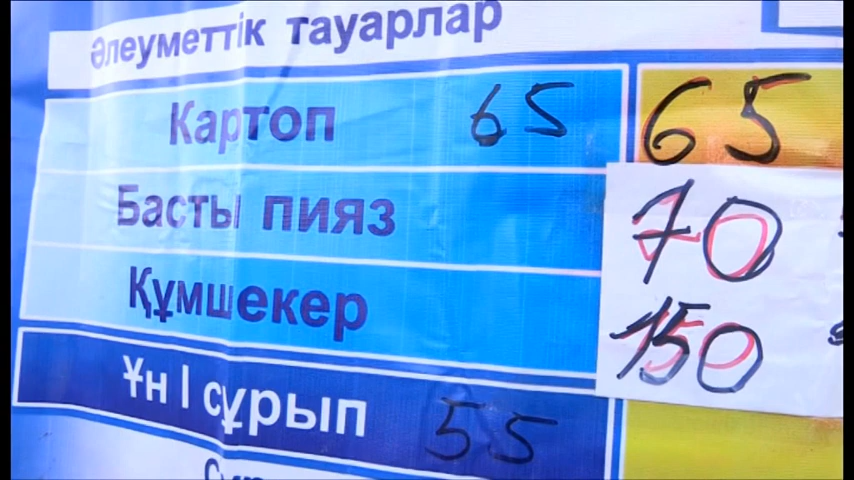 Әлеуметтік тауарлар
Картоп 65 65
Басты пияз 70
Құмшекер 150
Ұн І сұрып 55